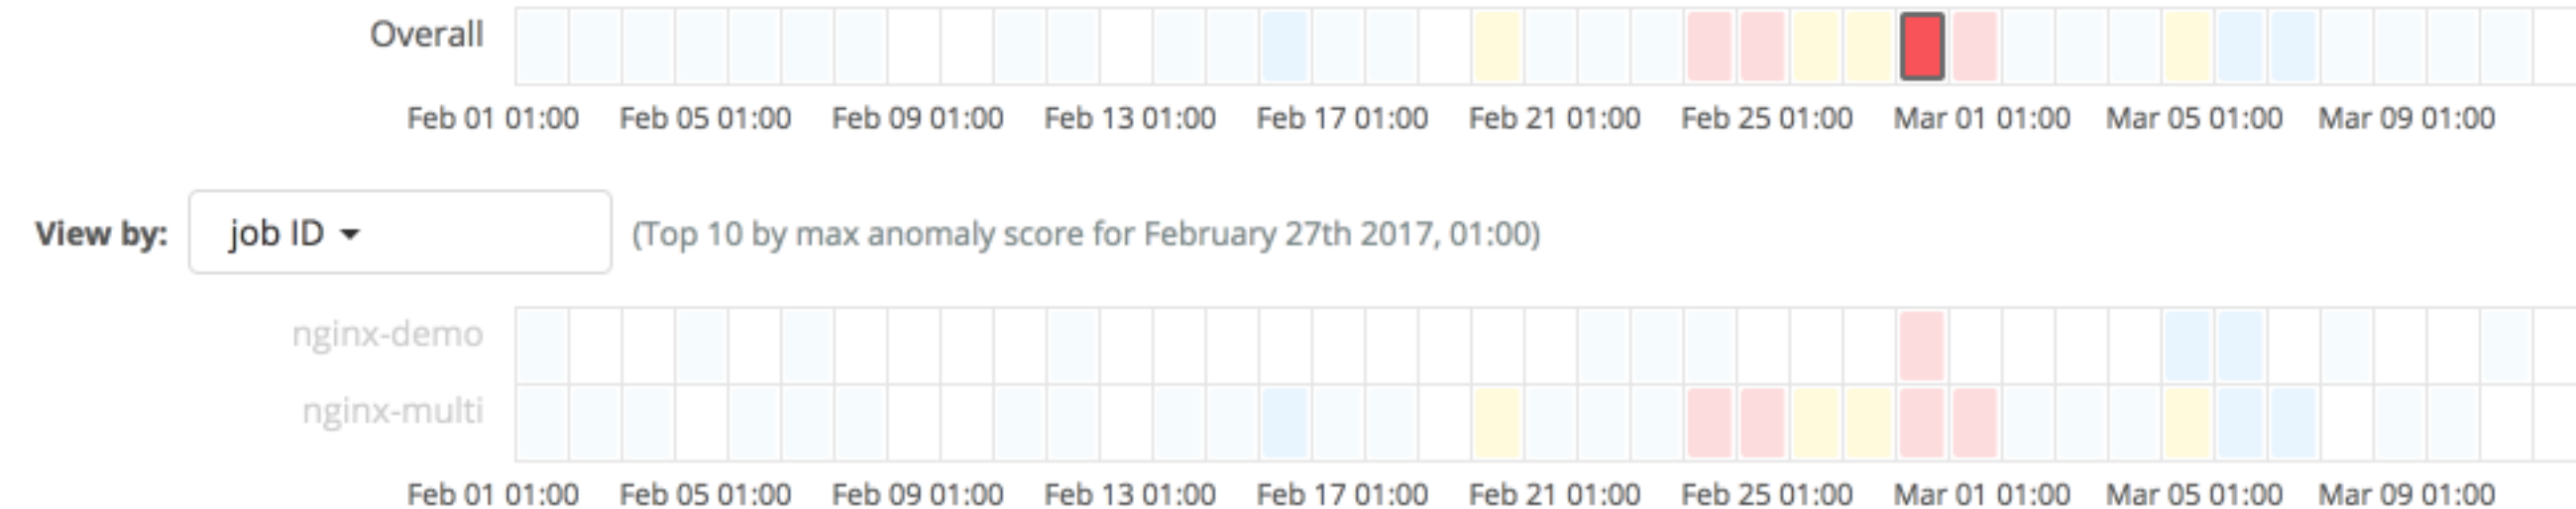 Overall
Feb 01 01:00 Feb 05 01:00 Feb 09 01:00 Feb 13 01:00 Feb 17 01:00 Feb 21 01:00 Feb 25 01:00 Mar 01 01:00 Mar 05 01:00 Mar 09 01:00
View by: job ID (Top 10 by max anomaly score for February 27th 2017, 01:00)
nginx-demo
nginx-multi
Feb 01 01:00 Feb 05 01:00 Feb 09 01:00 Feb 13 01:00 Feb 17 01:00 Feb 21 01:00 Feb 25 01:00 Mar 01 01:00 Mar 05 01:00 Mar 09 01:00